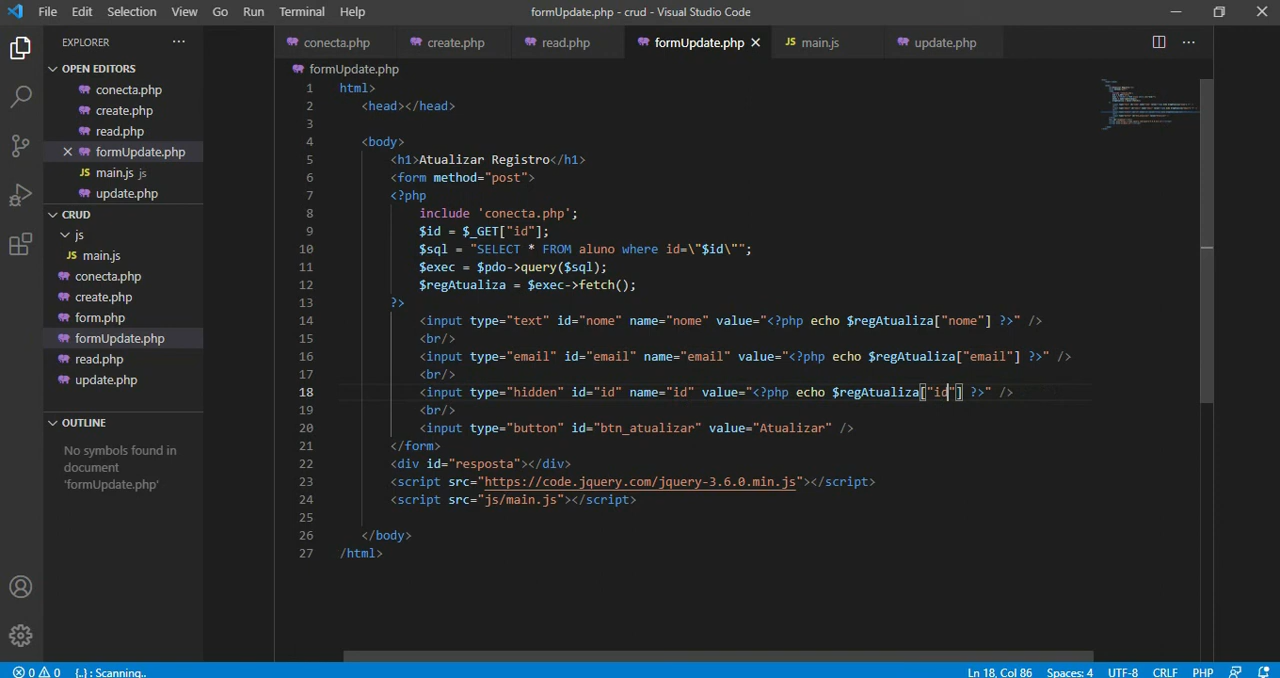 File Edit Selection View Go Run Terminal Help
formUpdate.php - crud - Visual Studio Code
EXPLORER
OPEN EDITORS
conecta.php
create.php
read.php
formUpdate.php
JS main.js js
update.php
CRUD
js
JS main.js
conecta.php
create.php
form.php
formUpdate.php
read.php
update.php
OUTLINE
No symbols found in
document
'formUpdate.php'
conecta.php create.php read.php formUpdate.php JS main.js update.php
formUpdate.php
1 html>
2 <head></head>
3
4 <body>
5 <h1>Atualizar Registro</h1>
6 <form method="post">
7 <?php
8 include 'conecta.php';
9 $id = $_GET["id"];
10 $sql = "SELECT * FROM aluno where id=\"$id\"";
11 $exec = $pdo->query($sql);
12 $regAtualiza = $exec->fetch();
13 ?>
14 <input type="text" id="nome" name="nome" value="<?php echo $regAtualiza["nome"] ?>" />
15 <br/>
16 <input type="email" id="email" name="email" value="<?php echo $regAtualiza["email"] ?>" />
17 <br/>
18 <input type="hidden" id="id" name="id" value="<?php echo $regAtualiza["id"] ?>" />
19 <br/>
20 <input type="button" id="btn_atualizar" value="Atualizar" />
21 </form>
22 <div id="resposta"></div>
23 <script src="https://code.jquery.com/jquery-3.6.0.min.js"></script>
24 <script src="js/main.js"></script>
25
26 </body>
27 /html>
0 0 {..} : Scanning.. Ln 18, Col 86 Spaces: 4 UTF-8 CRLF PHP